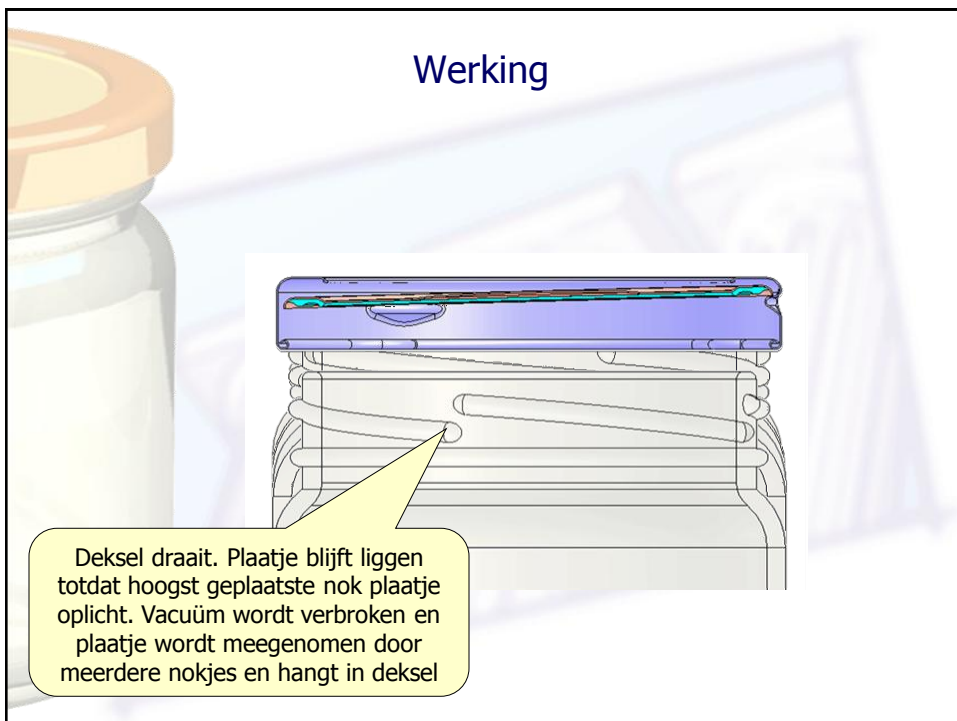 Werking
Deksel draait. Plaatje blijft liggen
totdat hoogst geplaatste nok plaatje
oplicht. Vacuüm wordt verbroken en
plaatje wordt meegenomen door
meerdere nokjes en hangt in deksel